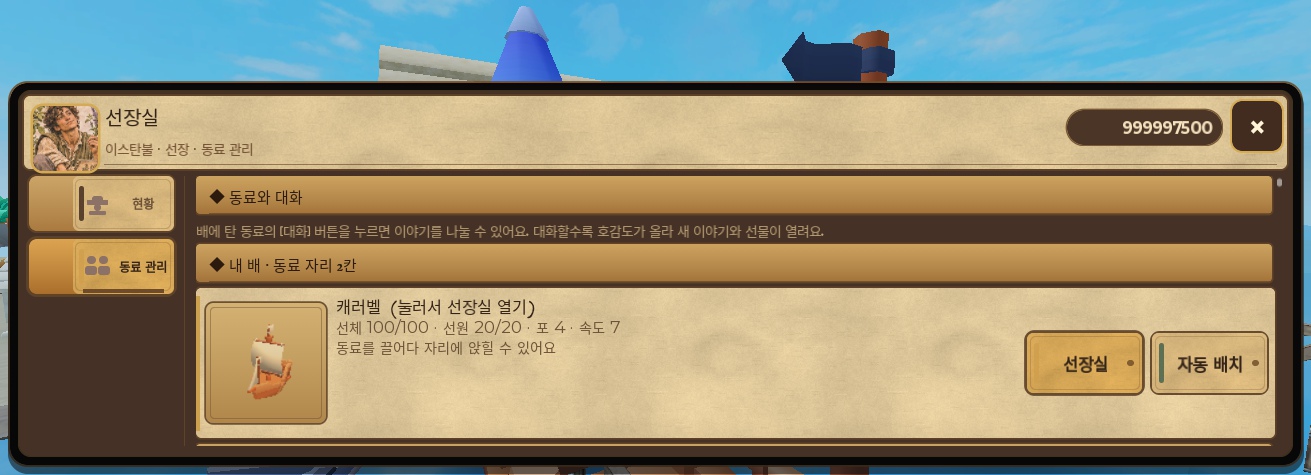 선장실
이스탄불 · 선장 · 동료 관리
999997500
현황
동료 관리
◆ 동료와 대화
배에 탄 동료의 [대화] 버튼을 누르면 이야기를 나눌 수 있어요. 대화할수록 호감도가 올라 새 이야기와 선물이 열려요.
◆ 내 배 · 동료 자리 2칸
캐러벨 (눌러서 선장실 열기)
선체 100/100 · 선원 20/20 · 포 4 · 속도 7
동료를 끌어다 자리에 앉힐 수 있어요
선장실
자동 배치